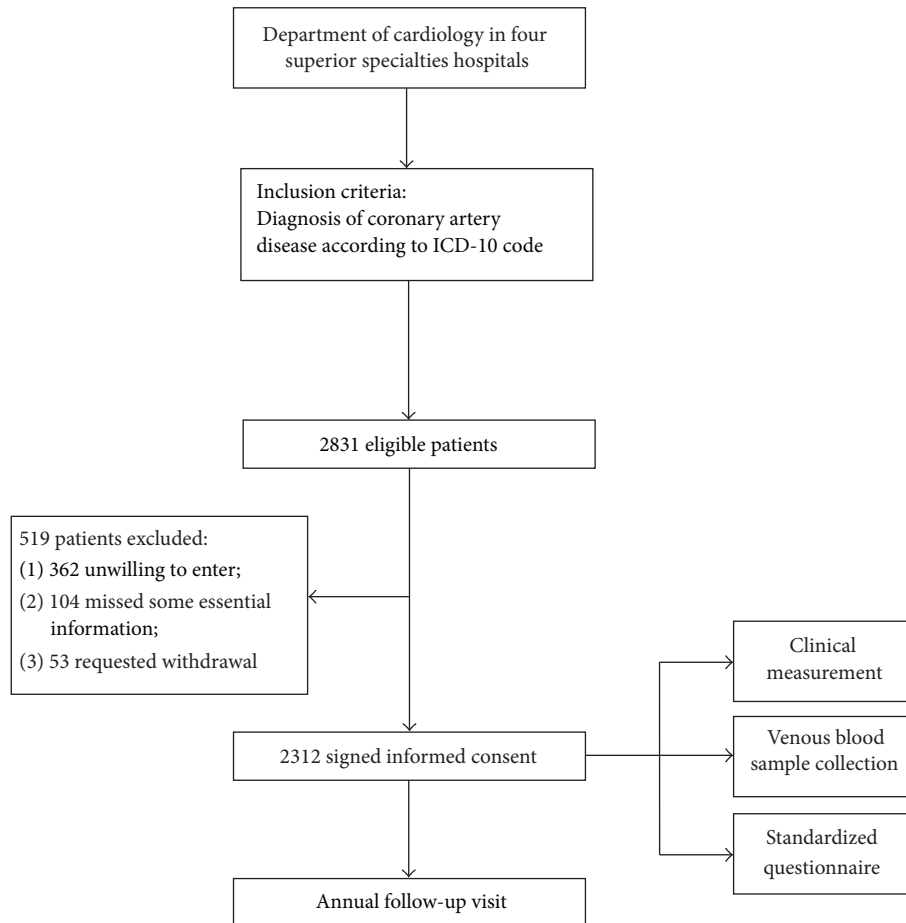 Department of cardiology in four
superior specialties hospitals
Inclusion criteria:
Diagnosis of coronary artery
disease according to ICD-10 code
2831 eligible patients
519 patients excluded:
(1) 362 unwilling to enter;
(2) 104 missed some essential
information;
(3) 53 requested withdrawal
2312 signed informed consent
Clinical
measurement
Venous blood
sample collection
Standardized
questionnaire
Annual follow-up visit